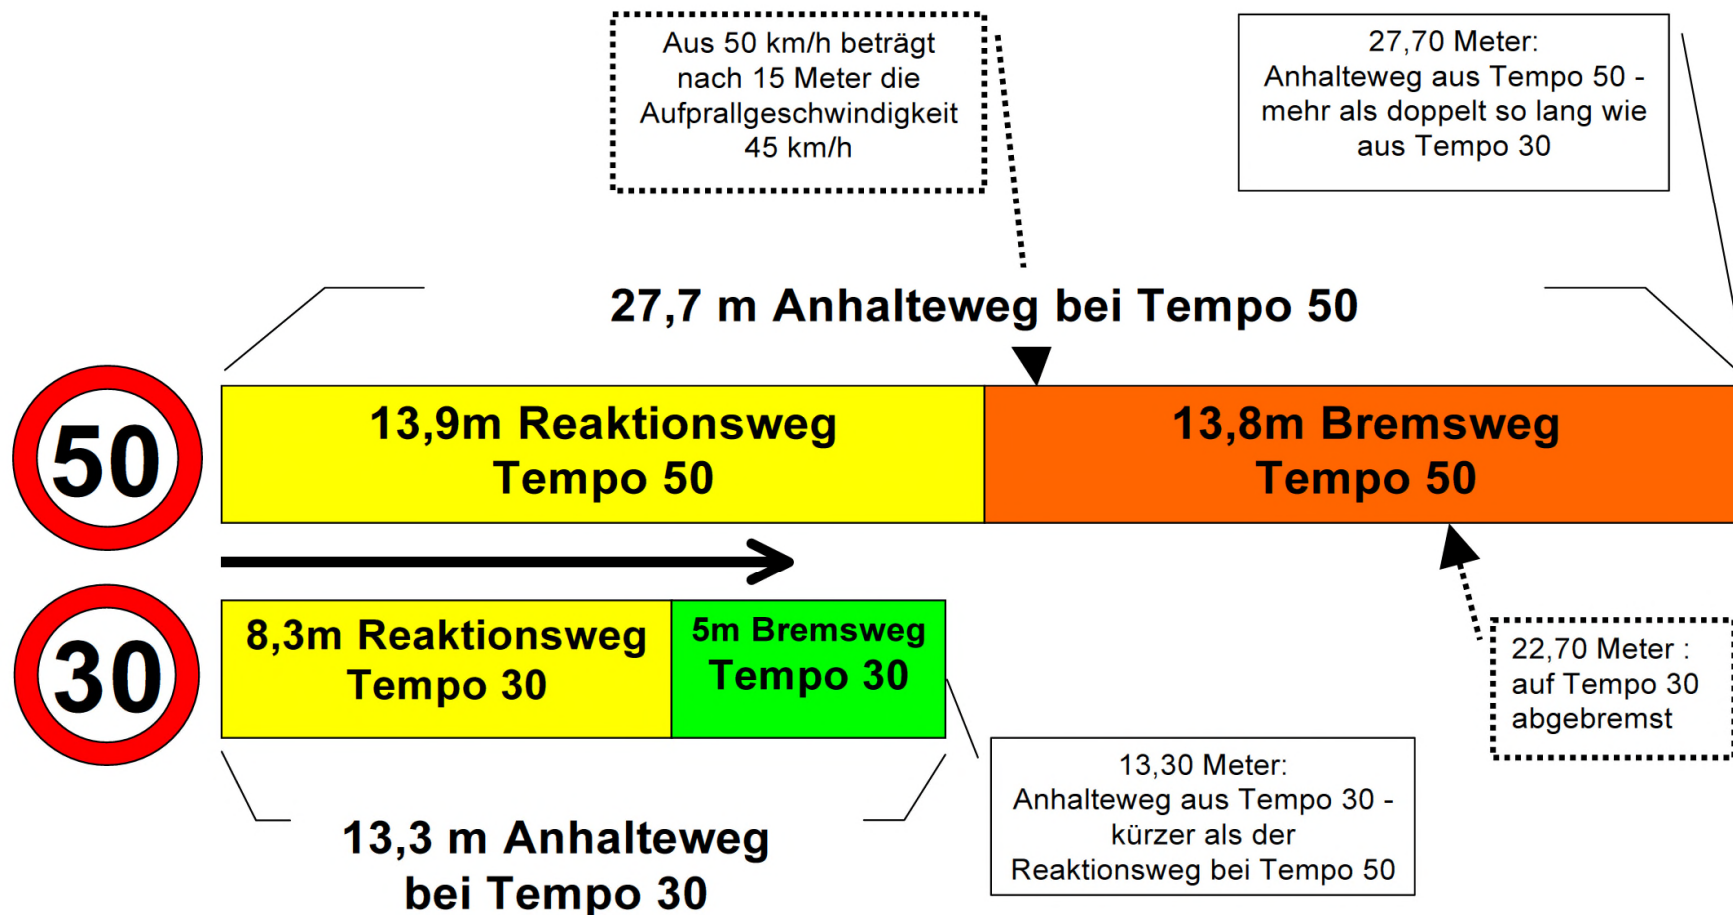 Aus 50 km/h beträgt
nach 15 Meter die
Aufprallgeschwindigkeit
45 km/h
27,70 Meter:
Anhalteweg aus Tempo 50 -
mehr als doppelt so lang wie
aus Tempo 30
27,7 m Anhalteweg bei Tempo 50
50
13,9m Reaktionsweg
Tempo 50
13,8m Bremsweg
Tempo 50
30
8,3m Reaktionsweg
Tempo 30
5m Bremsweg
Tempo 30
22,70 Meter :
auf Tempo 30
abgebremst
13,30 Meter:
Anhalteweg aus Tempo 30 -
kürzer als der
Reaktionsweg bei Tempo 50
13,3 m Anhalteweg
bei Tempo 30